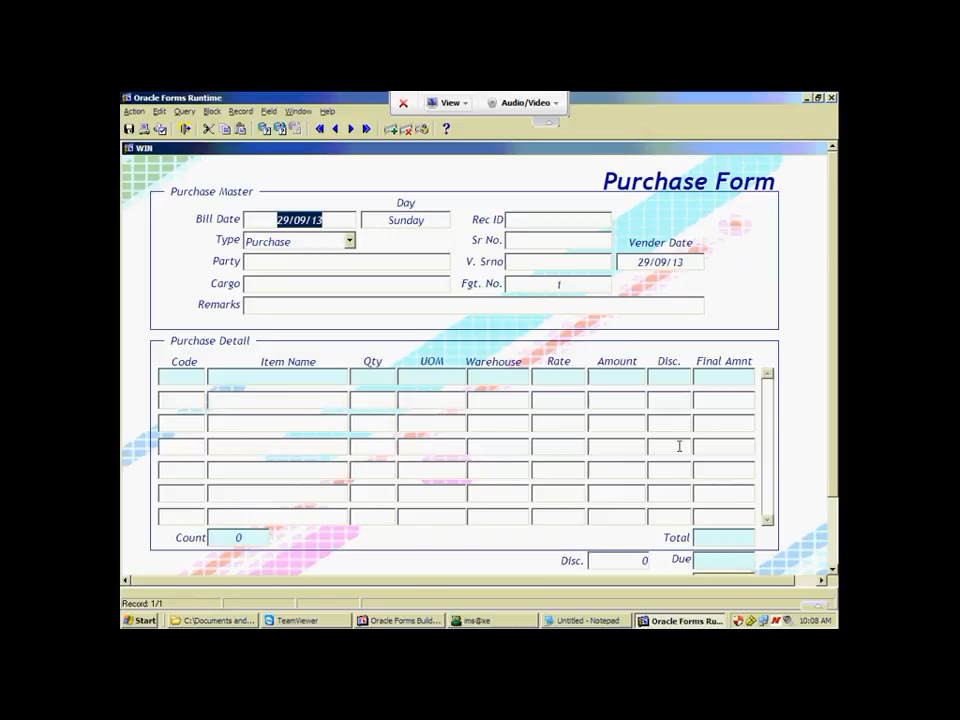 Oracle Forms Runtime
View
Audio/Video
Action Edit Query Block Record Field Window Help
?
WIN
Purchase Form
Purchase Master
Day
Bill Date 29/09/13 Sunday Rec ID
Type Purchase Sr No. Vender Date
Party V. Srno 29/09/13
Cargo Fgt. No. 1
Remarks
Purchase Detail
Code Item Name Qty UOM Warehouse Rate Amount Disc. Final Amnt
Count 0 Total
Disc. 0 Due
Record: 1/1
Start C:\Documents and... TeamViewer Oracle Forms Build... ims@xe Untitled - Notepad Oracle Forms Ru... 10:08 AM